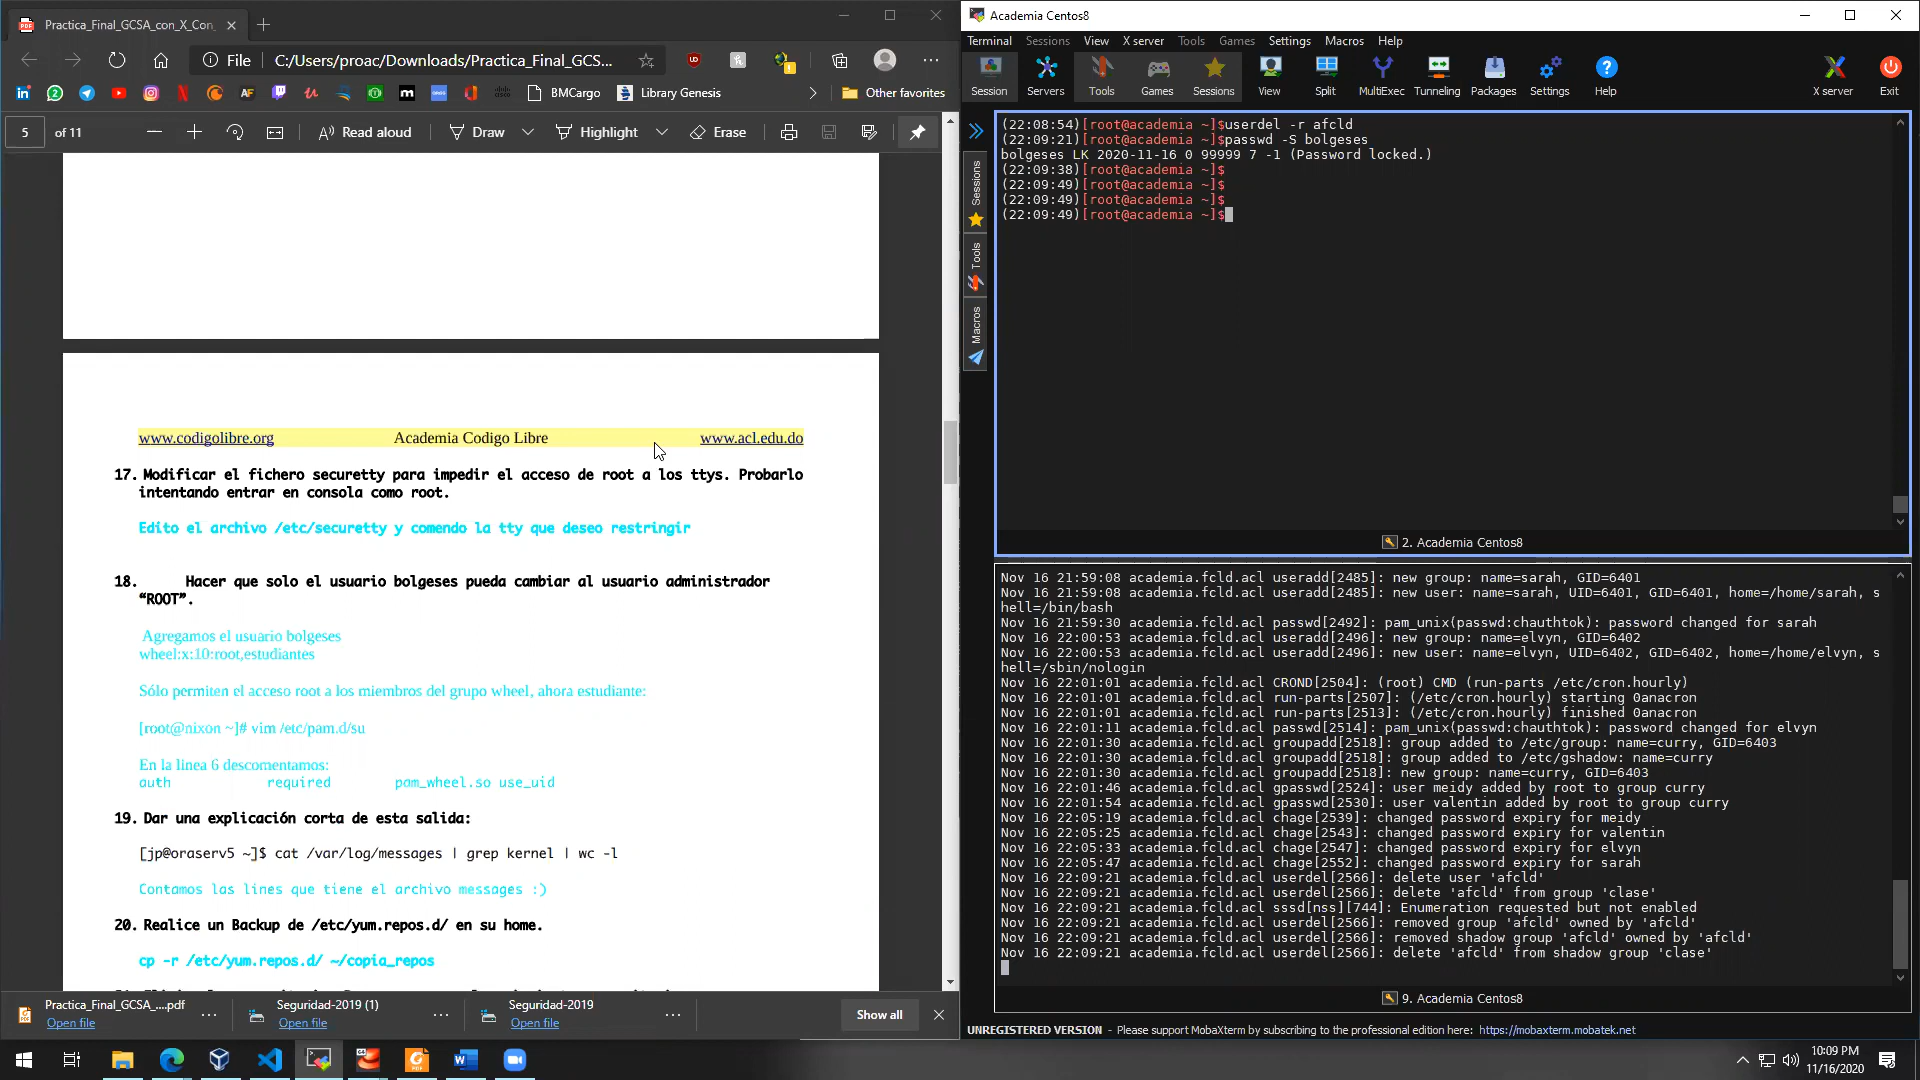 Practica_Final_GCSA_con_X_Con
File
C:/Users/proac/Downloads/Practica_Final_GCS...
BMCargo
Library Genesis
Other favorites
5
of 11
Read aloud
Draw
Highlight
Erase
www.codigolibre.org Academia Codigo Libre www.acl.edu.do
17. Modificar el fichero securetty para impedir el acceso de root a los ttys. Probarlo
intentando entrar en consola como root.
Edito el archivo /etc/securetty y comendo la tty que deseo restringir
18. Hacer que solo el usuario bolgeses pueda cambiar al usuario administrador
“ROOT”.
Agregamos el usuario bolgeses
wheel:x:10:root,estudiantes
Sólo permiten el acceso root a los miembros del grupo wheel, ahora estudiante:
[root@nixon ~]# vim /etc/pam.d/su
En la linea 6 descomentamos:
auth required pam_wheel.so use_uid
19. Dar una explicación corta de esta salida:
[jp@oraserv5 ~]$ cat /var/log/messages | grep kernel | wc -l
Contamos las lines que tiene el archivo messages :)
20. Realice un Backup de /etc/yum.repos.d/ en su home.
cp -r /etc/yum.repos.d/ ~/copia_repos
Practica_Final_GCSA_....pdf
Open file
Seguridad-2019 (1)
Open file
Seguridad-2019
Open file
Show all
Academia Centos8
Terminal Sessions View X server Tools Games Settings Macros Help
Session Servers Tools Games Sessions View Split MultiExec Tunneling Packages Settings Help X server Exit
Sessions
Tools
Macros
(22:08:54)[root@academia ~]$userdel -r afcld
(22:09:21)[root@academia ~]$passwd -S bolgeses
bolgeses LK 2020-11-16 0 99999 7 -1 (Password locked.)
(22:09:38)[root@academia ~]$
(22:09:49)[root@academia ~]$
(22:09:49)[root@academia ~]$
(22:09:49)[root@academia ~]$
2. Academia Centos8
Nov 16 21:59:08 academia.fcld.acl useradd[2485]: new group: name=sarah, GID=6401
Nov 16 21:59:08 academia.fcld.acl useradd[2485]: new user: name=sarah, UID=6401, GID=6401, home=/home/sarah, s
hell=/bin/bash
Nov 16 21:59:30 academia.fcld.acl passwd[2492]: pam_unix(passwd:chauthtok): password changed for sarah
Nov 16 22:00:53 academia.fcld.acl useradd[2496]: new group: name=elvyn, GID=6402
Nov 16 22:00:53 academia.fcld.acl useradd[2496]: new user: name=elvyn, UID=6402, GID=6402, home=/home/elvyn, s
hell=/sbin/nologin
Nov 16 22:01:01 academia.fcld.acl CROND[2504]: (root) CMD (run-parts /etc/cron.hourly)
Nov 16 22:01:01 academia.fcld.acl run-parts[2507]: (/etc/cron.hourly) starting 0anacron
Nov 16 22:01:01 academia.fcld.acl run-parts[2513]: (/etc/cron.hourly) finished 0anacron
Nov 16 22:01:11 academia.fcld.acl passwd[2514]: pam_unix(passwd:chauthtok): password changed for elvyn
Nov 16 22:01:30 academia.fcld.acl groupadd[2518]: group added to /etc/group: name=curry, GID=6403
Nov 16 22:01:30 academia.fcld.acl groupadd[2518]: group added to /etc/gshadow: name=curry
Nov 16 22:01:30 academia.fcld.acl groupadd[2518]: new group: name=curry, GID=6403
Nov 16 22:01:46 academia.fcld.acl gpasswd[2524]: user meidy added by root to group curry
Nov 16 22:01:54 academia.fcld.acl gpasswd[2530]: user valentin added by root to group curry
Nov 16 22:05:19 academia.fcld.acl chage[2539]: changed password expiry for meidy
Nov 16 22:05:25 academia.fcld.acl chage[2543]: changed password expiry for valentin
Nov 16 22:05:33 academia.fcld.acl chage[2547]: changed password expiry for elvyn
Nov 16 22:05:47 academia.fcld.acl chage[2552]: changed password expiry for sarah
Nov 16 22:09:21 academia.fcld.acl userdel[2566]: delete user 'afcld'
Nov 16 22:09:21 academia.fcld.acl userdel[2566]: delete 'afcld' from group 'clase'
Nov 16 22:09:21 academia.fcld.acl sssd[nss][744]: Enumeration requested but not enabled
Nov 16 22:09:21 academia.fcld.acl userdel[2566]: removed group 'afcld' owned by 'afcld'
Nov 16 22:09:21 academia.fcld.acl userdel[2566]: removed shadow group 'afcld' owned by 'afcld'
Nov 16 22:09:21 academia.fcld.acl userdel[2566]: delete 'afcld' from shadow group 'clase'
9. Academia Centos8
UNREGISTERED VERSION - Please support MobaXterm by subscribing to the professional edition here: https://mobaxterm.mobatek.net
10:09 PM
11/16/2020